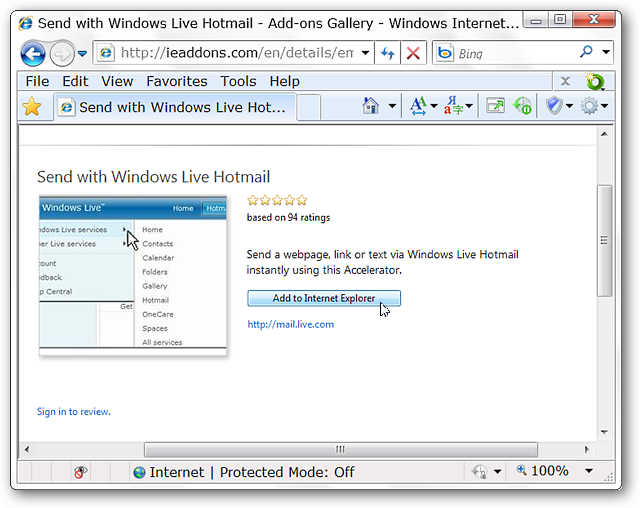 Send with Windows Live Hotmail - Add-ons Gallery - Windows Internet...
http://ieaddons.com/en/details/em
Bing
File Edit View Favorites Tools Help
x
Send with Windows Live Hot...
Send with Windows Live Hotmail
Windows Live™ Home Hotma
ndows Live services Home
er Live services Contacts
Calendar
ount Folders
dback Gallery
p Central Hotmail
Get OneCare
Spaces
All services
based on 94 ratings
Send a webpage, link or text via Windows Live Hotmail
instantly using this Accelerator.
Add to Internet Explorer
http://mail.live.com
Sign in to review.
Internet | Protected Mode: Off
100%